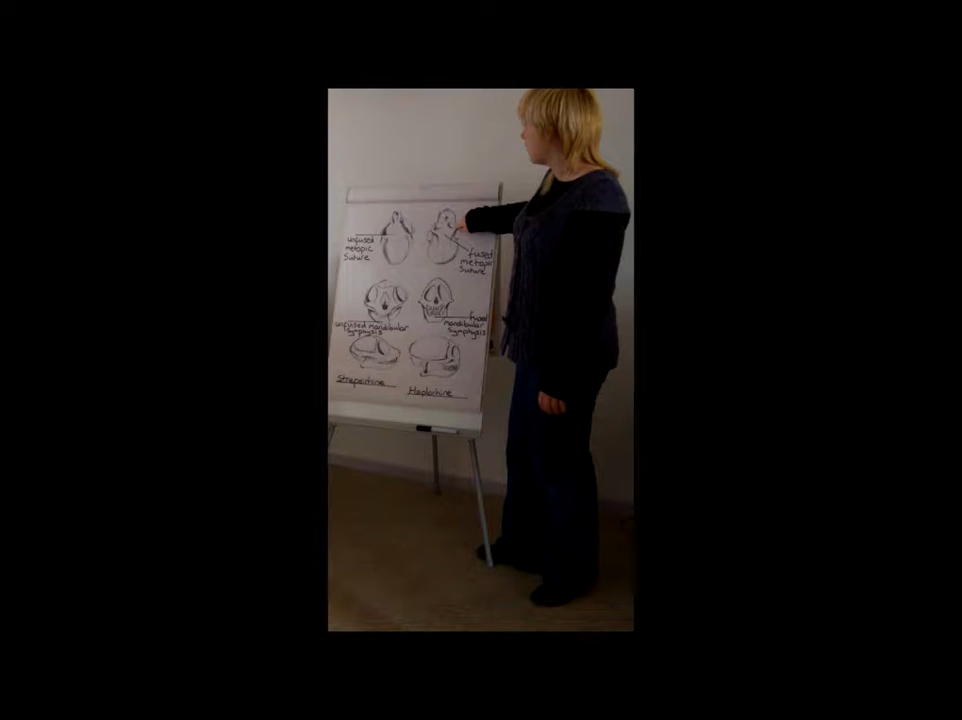 unfused
metopic
Suture
fused
metopic
Suture
unfused mandibular
Symphysis
fused
mandibular
Symphysis
Strepsirhine
Haplorhine